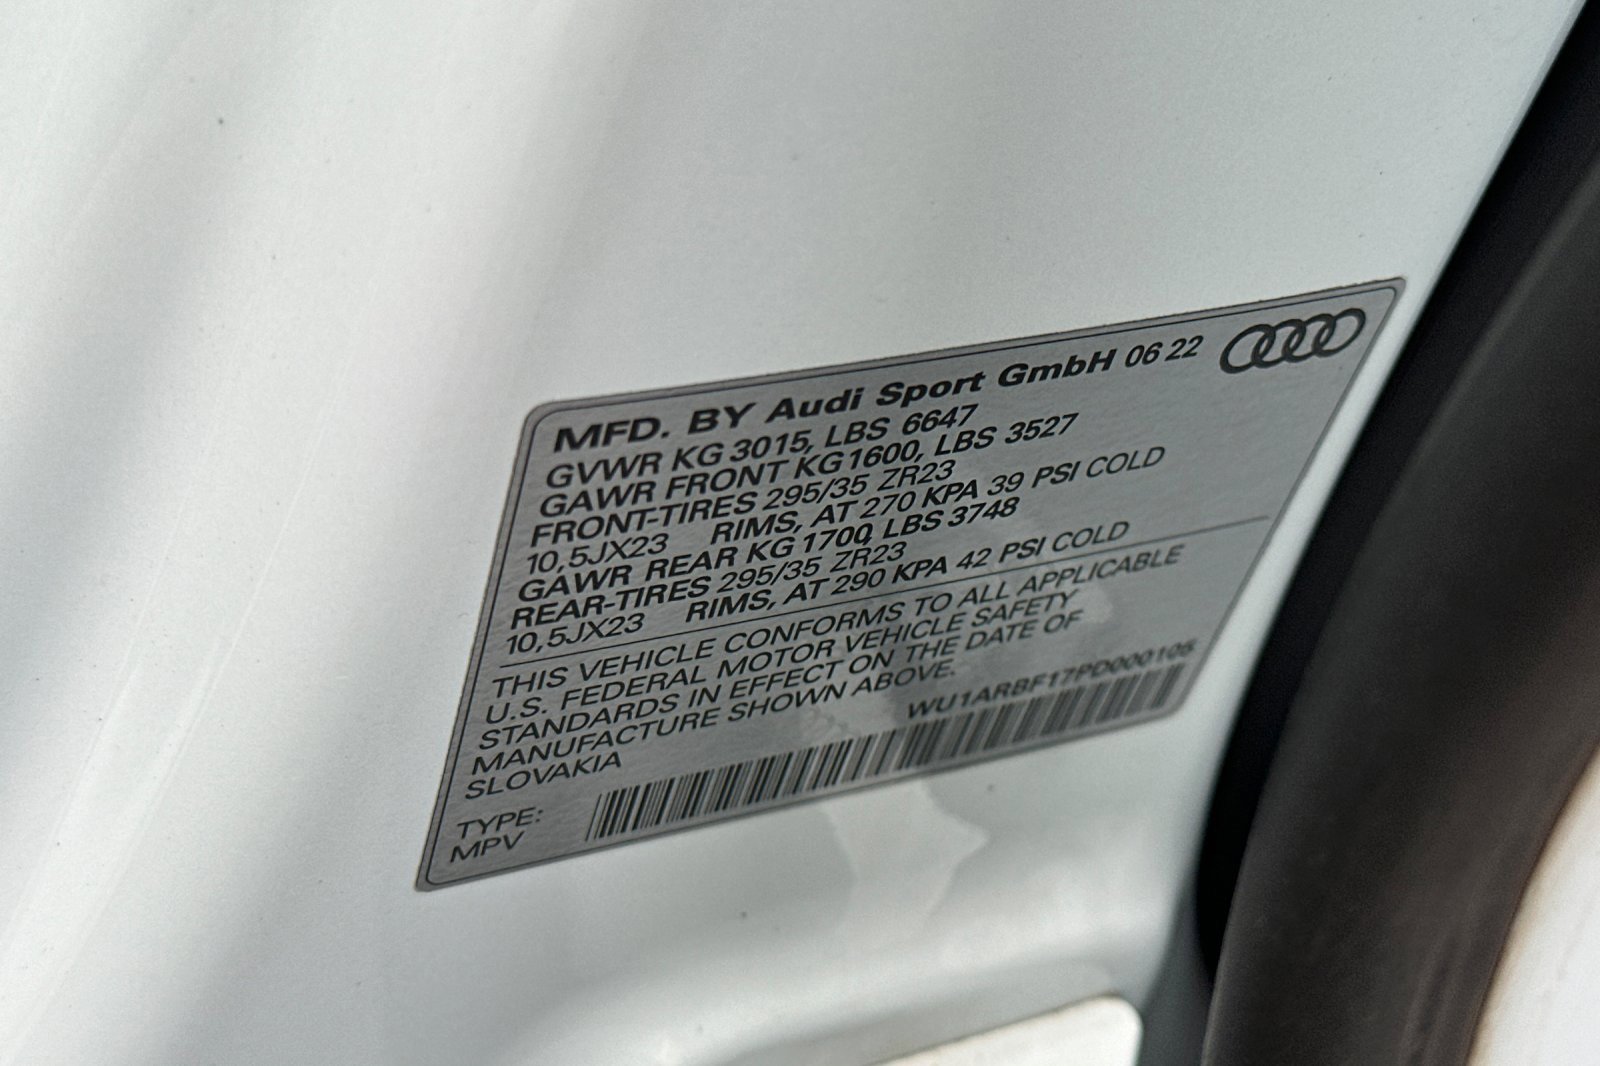 MFD. BY Audi Sport GmbH 06 22
GVWR KG 3015, LBS 6647
GAWR FRONT KG 1600, LBS 3527
FRONT-TIRES 295/35 ZR23
10,5JX23 RIMS, AT 270 KPA 39 PSI COLD
GAWR REAR KG 1700, LBS 3748
REAR-TIRES 295/35 ZR23
10,5JX23 RIMS, AT 290 KPA 42 PSI COLD
THIS VEHICLE CONFORMS TO ALL APPLICABLE
U.S. FEDERAL MOTOR VEHICLE SAFETY
STANDARDS IN EFFECT ON THE DATE OF
MANUFACTURE SHOWN ABOVE.
SLOVAKIA
WU1ARBF17PD000105
TYPE:
MPV